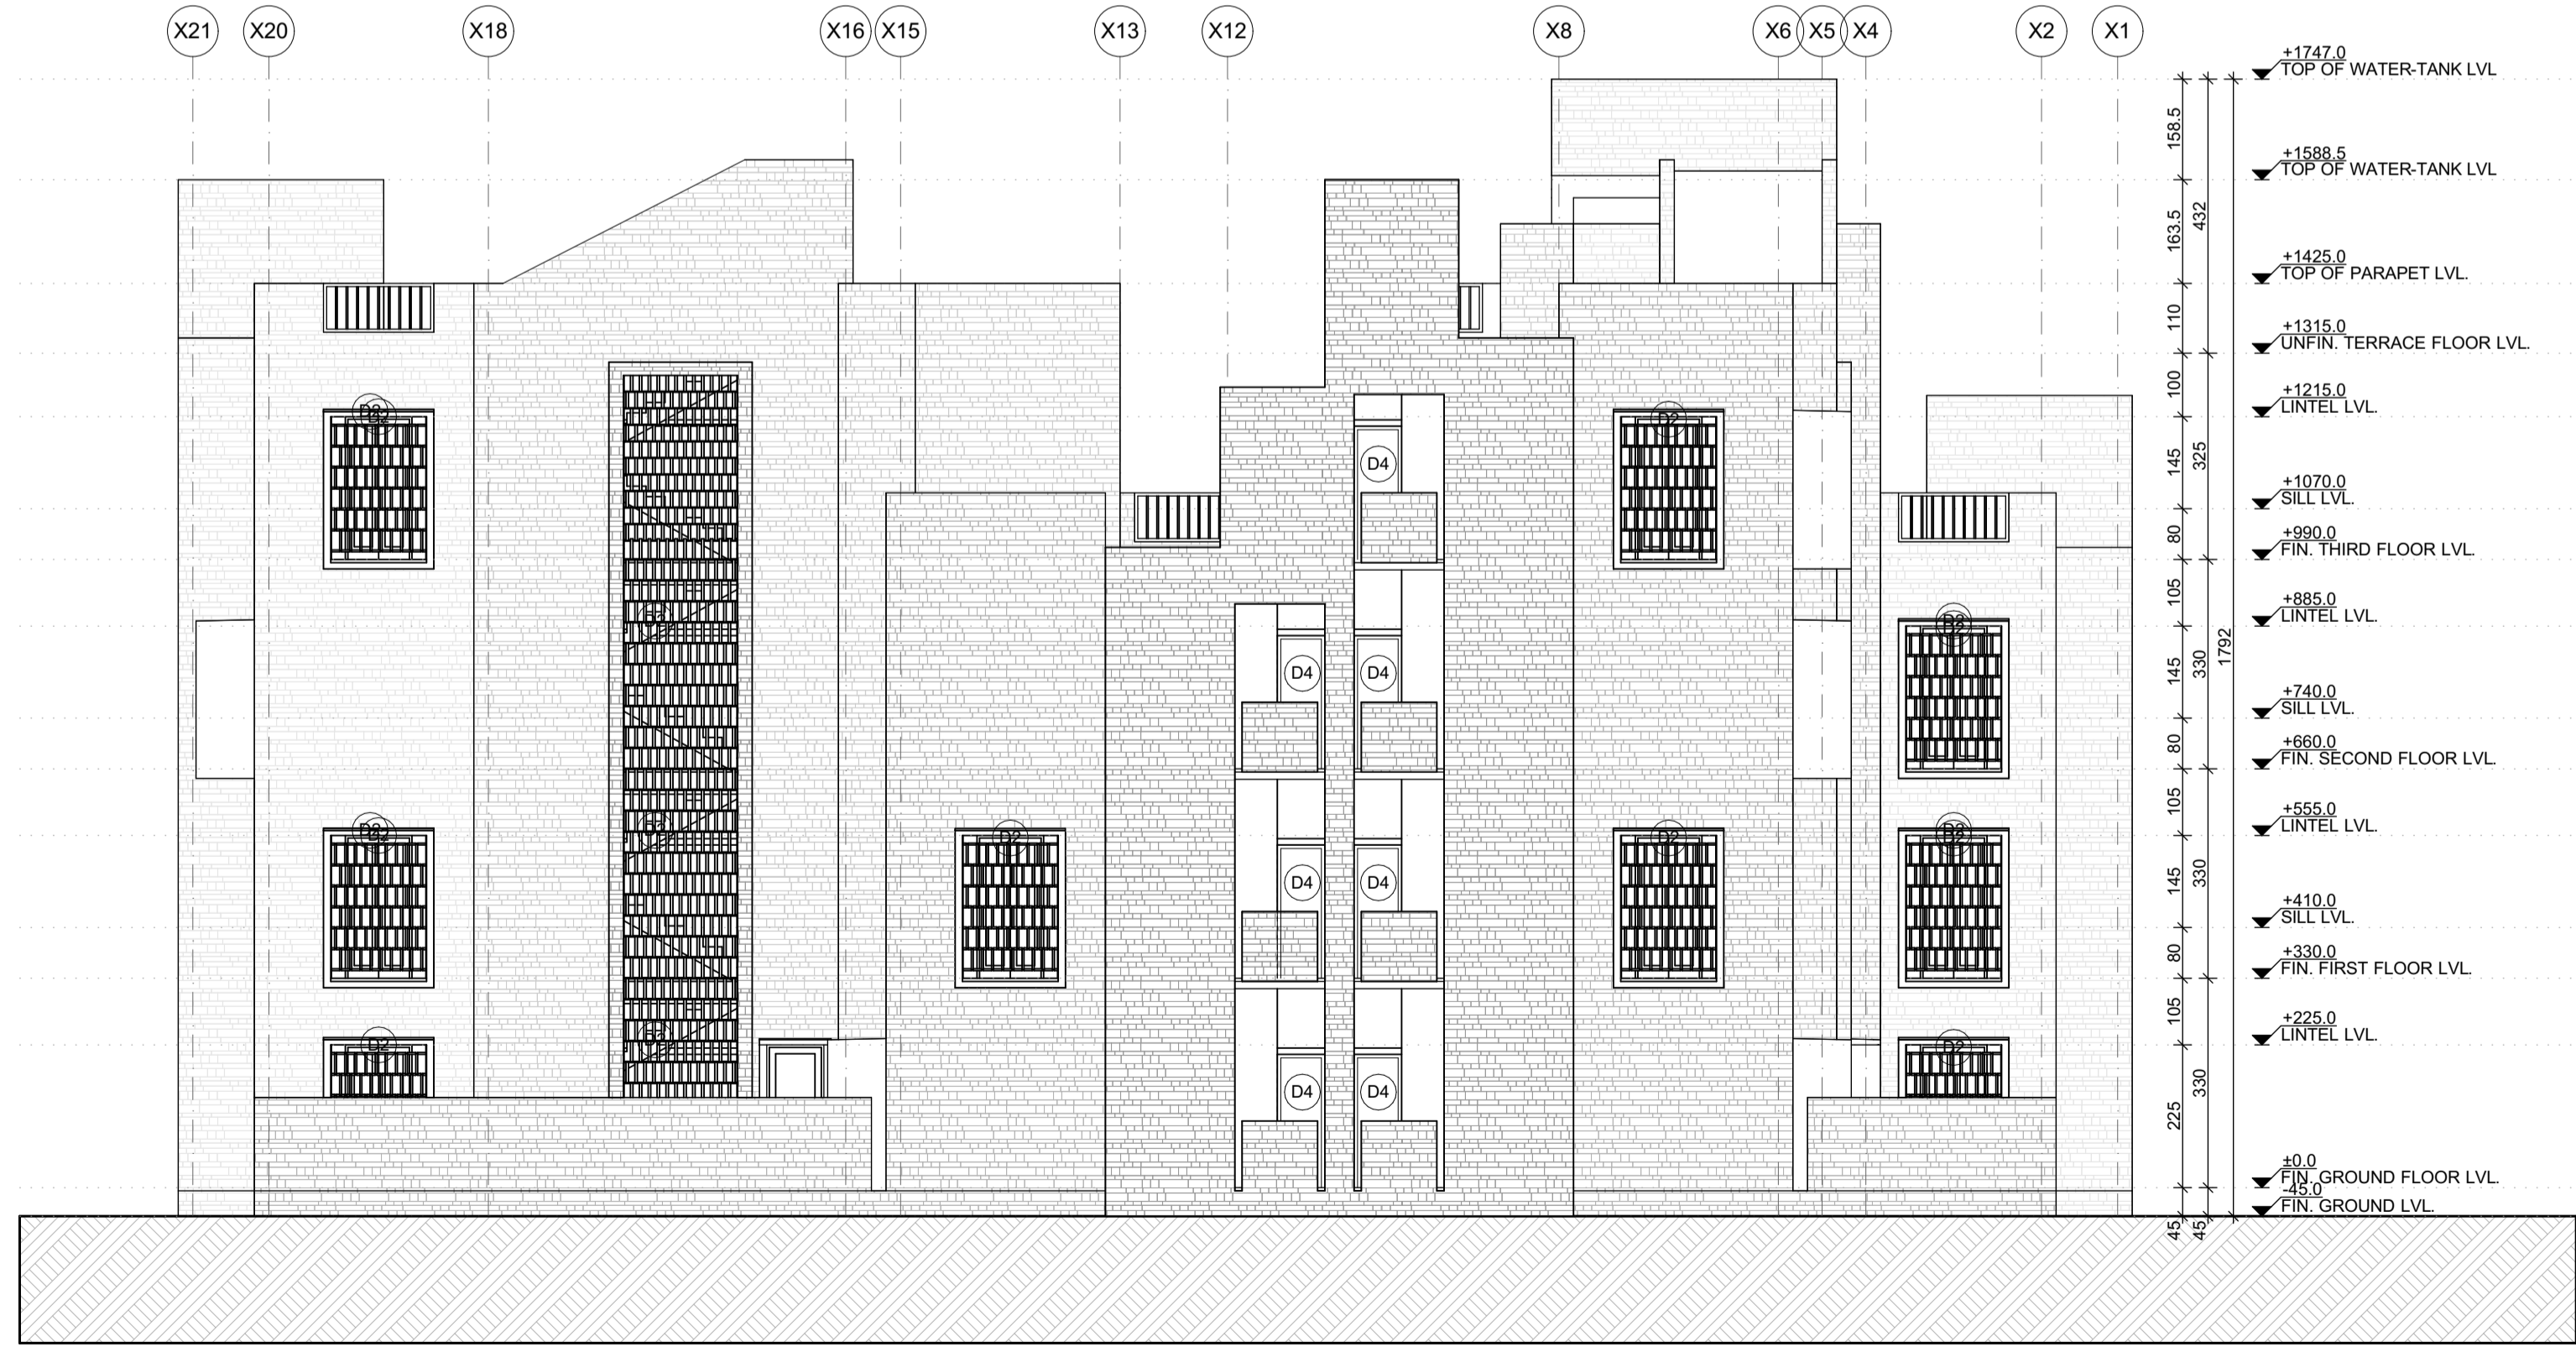 X21 X20 X18 X16 X15 X13 X12 X8 X6 X5 X4 X2 X1
+1747.0
TOP OF WATER-TANK LVL
158.5
+1588.5
TOP OF WATER-TANK LVL
163.5
432
+1425.0
TOP OF PARAPET LVL.
110
+1315.0
UNFIN. TERRACE FLOOR LVL.
100
+1215.0
LINTEL LVL.
D2 D2 D2
D4
145
325
+1070.0
SILL LVL.
80
+990.0
FIN. THIRD FLOOR LVL.
105
+885.0
LINTEL LVL.
D2 D2
1792
D4 D4
145
330
+740.0
SILL LVL.
80
+660.0
FIN. SECOND FLOOR LVL.
105
+555.0
LINTEL LVL.
D2 D2 D2 D2 D2 D2
D4 D4
145
330
+410.0
SILL LVL.
80
+330.0
FIN. FIRST FLOOR LVL.
105
+225.0
LINTEL LVL.
D2 D2
D4 D4
225
330
±0.0
FIN. GROUND FLOOR LVL.
-45.0
FIN. GROUND LVL.
45
45